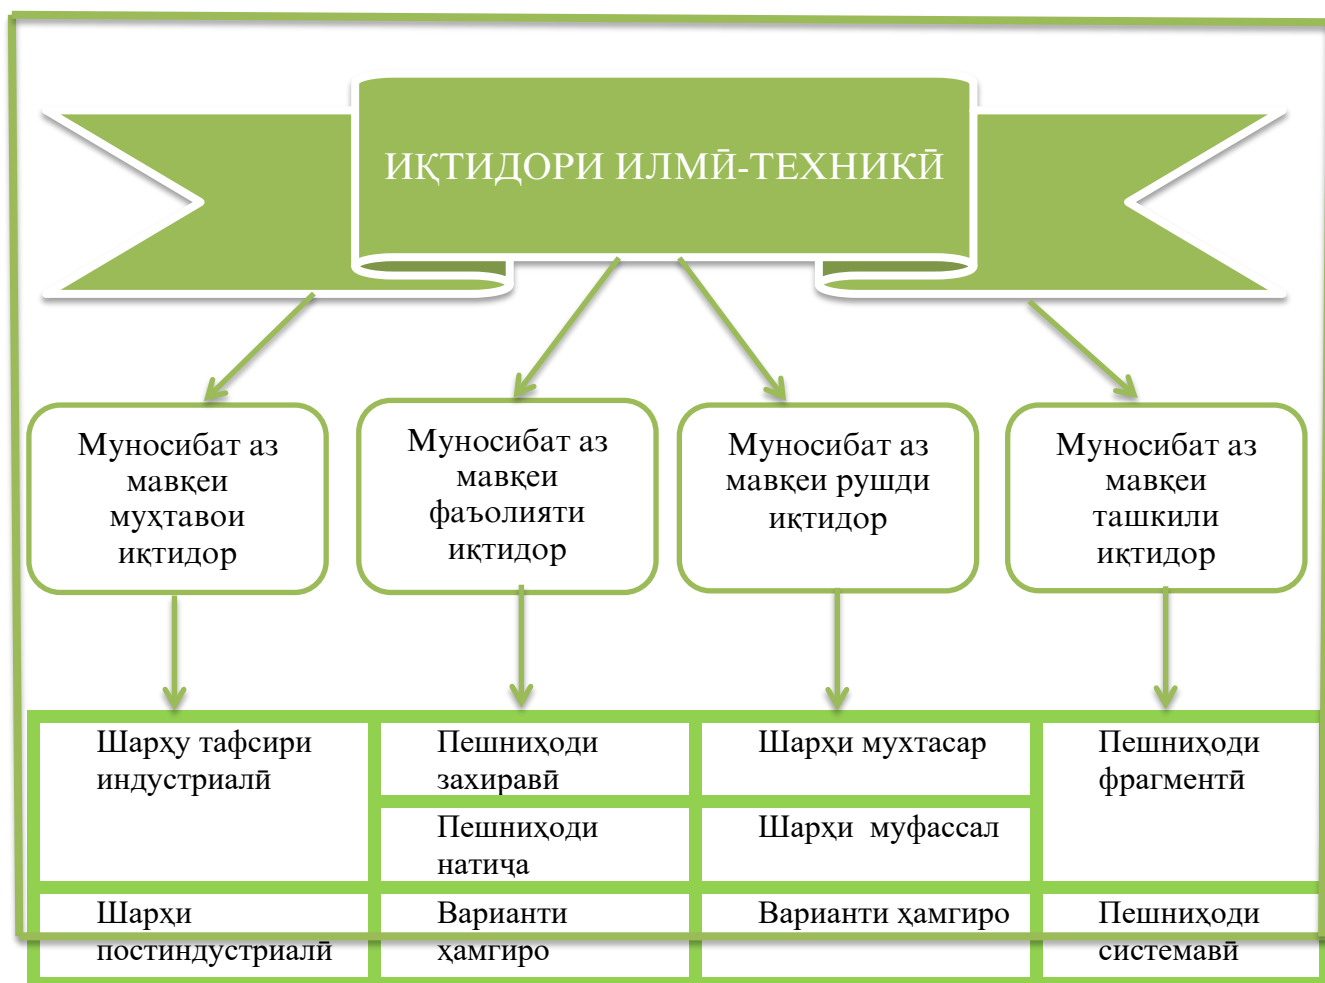 ИҚТИДОРИ ИЛМӢ-ТЕХНИКӢ
Муносибат аз
мавқеи
муҳтавои
иқтидор
Муносибат аз
мавқеи
фаъолияти
иқтидор
Муносибат аз
мавқеи рушди
иқтидор
Муносибат аз
мавқеи
ташкили
иқтидор
Шарҳу тафсири
индустриалӣ
Пешниҳоди
захиравӣ
Шарҳи мухтасар
Пешниҳоди
фрагментӣ
Пешниҳоди
натиҷа
Шарҳи муфассал
Шарҳи
постиндустриалӣ
Варианти
ҳамгиро
Варианти ҳамгиро
Пешниҳоди
системавӣ